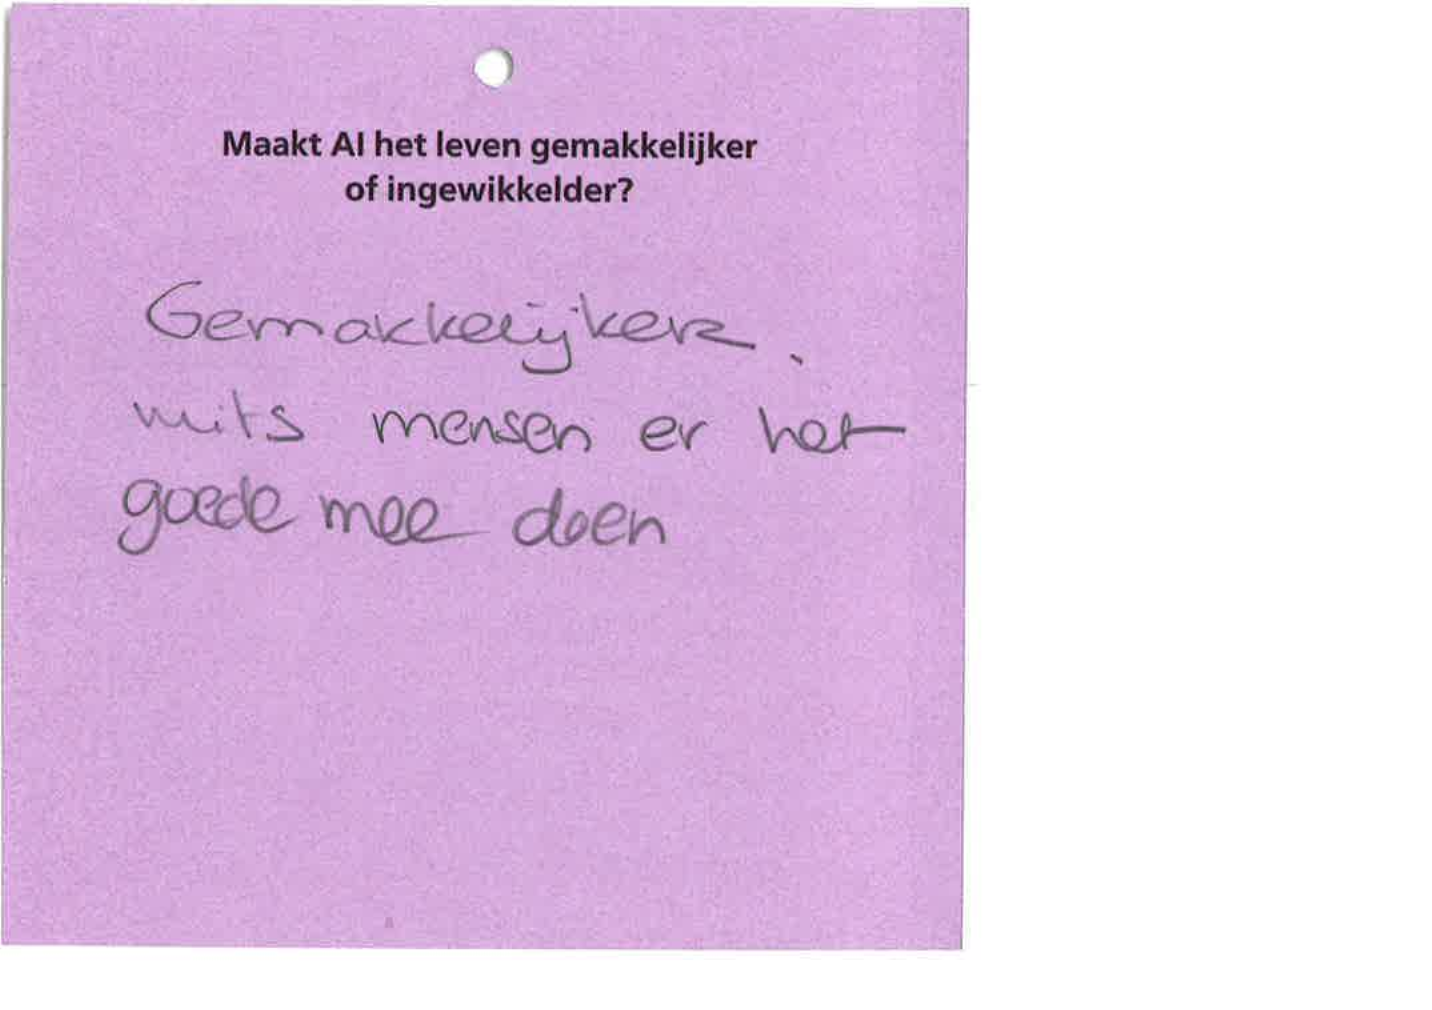 Maakt AI het leven gemakkelijker
of ingewikkelder?
Gemakkelijker.
mits mensen er het
goede mee doen